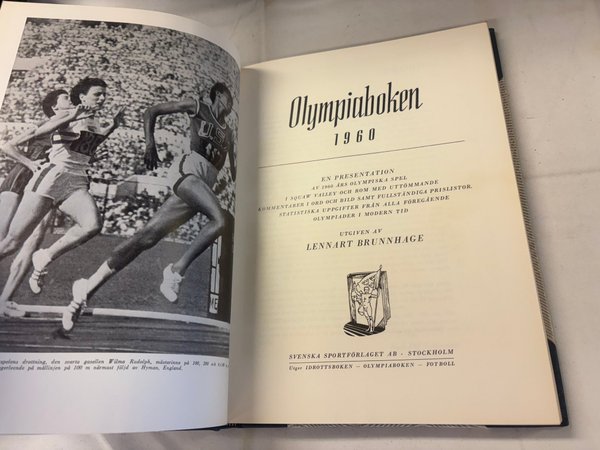 spelens drottning, den svarta gasellen Wilma Rudolph, mästarinna på 100, 200 och
på mållinjen på 100 m närmast följd av Hyman, England.
Olympiaboken
1960
EN PRESENTATION
AV 1960 ÅRS OLYMPISKA SPEL
I SQUAW VALLEY OCH ROM MED UTTÖMMANDE
KOMMENTARER I ORD OCH BILD SAMT FULLSTÄNDIGA PRISLISTOR.
STATISTISKA UPPGIFTER FRÅN ALLA FÖREGÅENDE
OLYMPIADER I MODERN TID
UTGIVEN AV
LENNART BRUNNHAGE
SVENSKA SPORTFÖRLAGET AB · STOCKHOLM
Utger IDROTTSBOKEN — OLYMPIABOKEN — FOTBOLL